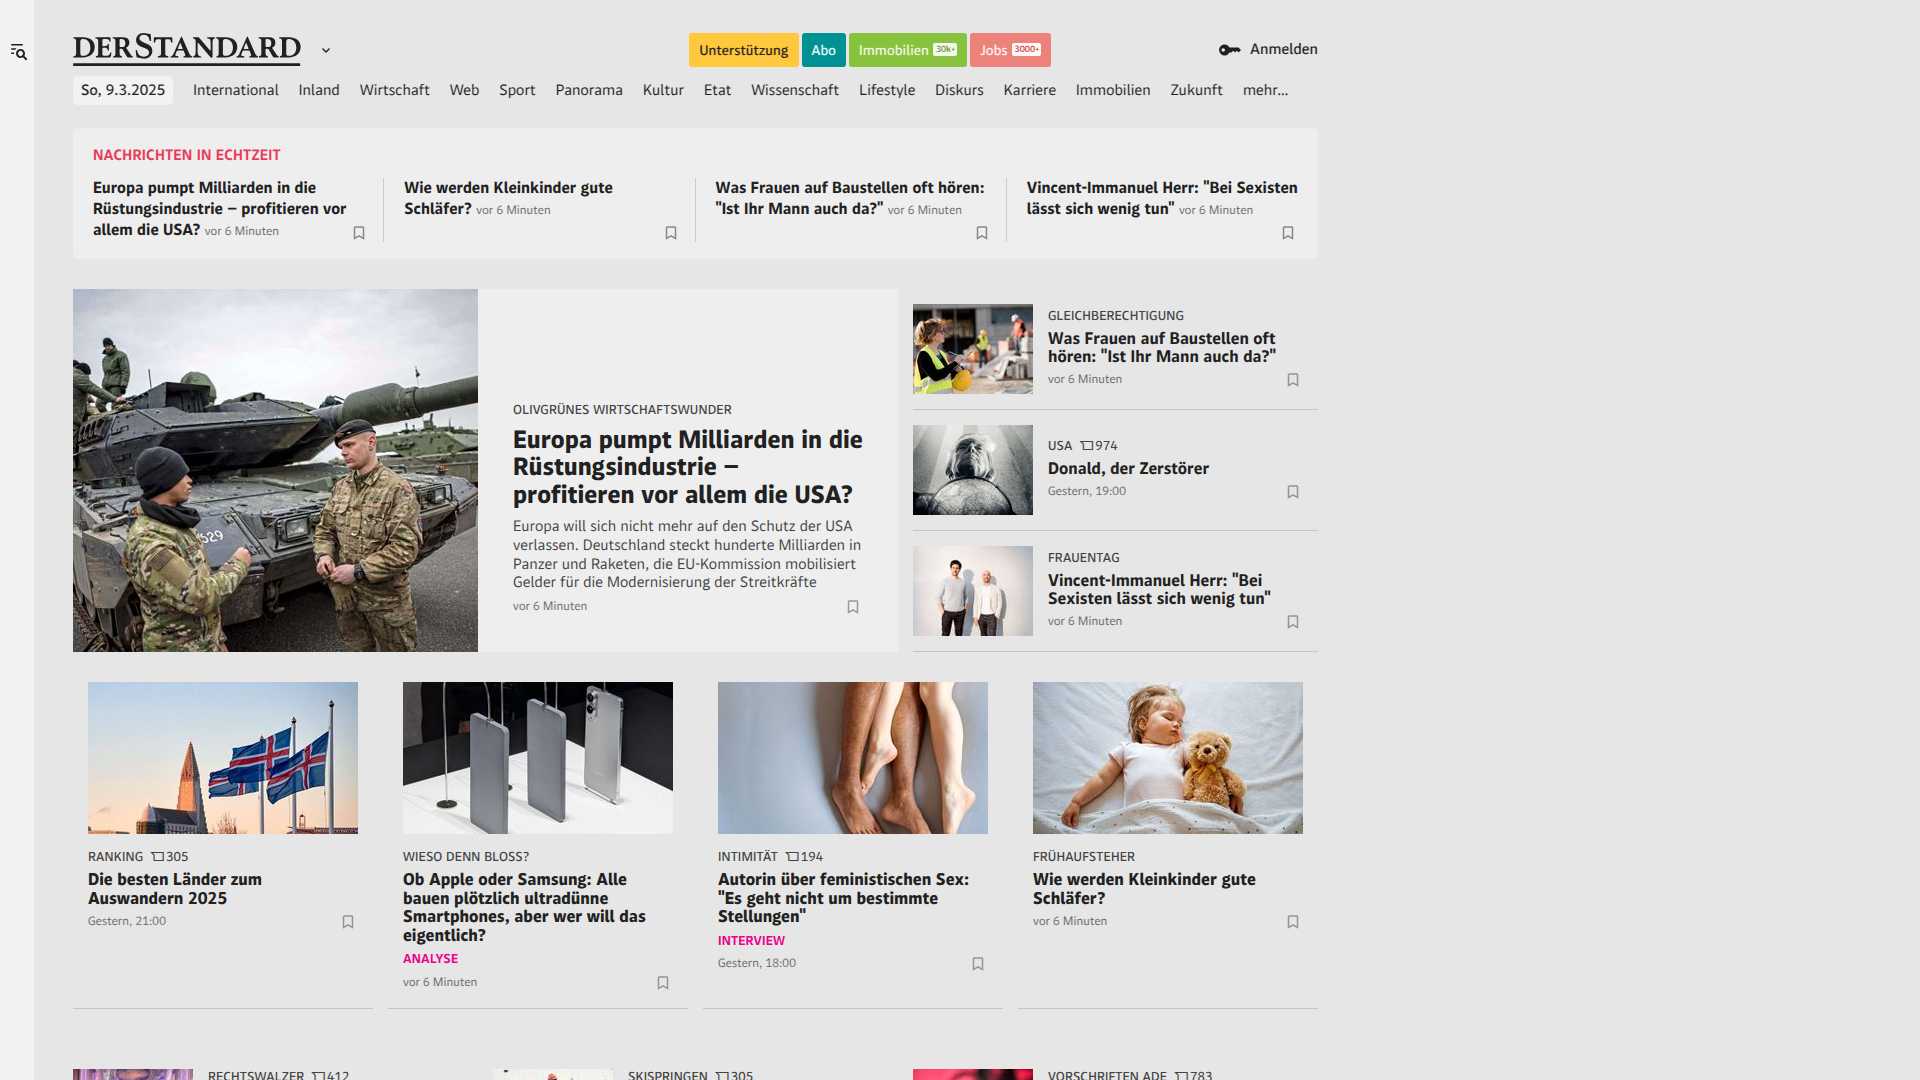 DERSTANDARD
Unterstützung
Abo
Immobilien 30k+
Jobs 3000+
Anmelden
So, 9.3.2025
International
Inland
Wirtschaft
Web
Sport
Panorama
Kultur
Etat
Wissenschaft
Lifestyle
Diskurs
Karriere
Immobilien
Zukunft
mehr...
NACHRICHTEN IN ECHTZEIT
Europa pumpt Milliarden in die
Rüstungsindustrie – profitieren vor
allem die USA? vor 6 Minuten
Wie werden Kleinkinder gute
Schläfer? vor 6 Minuten
Was Frauen auf Baustellen oft hören:
"Ist Ihr Mann auch da?" vor 6 Minuten
Vincent-Immanuel Herr: "Bei Sexisten
lässt sich wenig tun" vor 6 Minuten
529
OLIVGRÜNES WIRTSCHAFTSWUNDER
Europa pumpt Milliarden in die
Rüstungsindustrie –
profitieren vor allem die USA?
Europa will sich nicht mehr auf den Schutz der USA
verlassen. Deutschland steckt hunderte Milliarden in
Panzer und Raketen, die EU-Kommission mobilisiert
Gelder für die Modernisierung der Streitkräfte
vor 6 Minuten
GLEICHBERECHTIGUNG
Was Frauen auf Baustellen oft
hören: "Ist Ihr Mann auch da?"
vor 6 Minuten
USA 974
Donald, der Zerstörer
Gestern, 19:00
FRAUENTAG
Vincent-Immanuel Herr: "Bei
Sexisten lässt sich wenig tun"
vor 6 Minuten
RANKING 305
Die besten Länder zum
Auswandern 2025
Gestern, 21:00
WIESO DENN BLOSS?
Ob Apple oder Samsung: Alle
bauen plötzlich ultradünne
Smartphones, aber wer will das
eigentlich?
ANALYSE
vor 6 Minuten
INTIMITÄT 194
Autorin über feministischen Sex:
"Es geht nicht um bestimmte
Stellungen"
INTERVIEW
Gestern, 18:00
FRÜHAUFSTEHER
Wie werden Kleinkinder gute
Schläfer?
vor 6 Minuten
RECHTSWALZER 412
SKISPRINGEN 305
VORSCHRIFTEN ADE 783